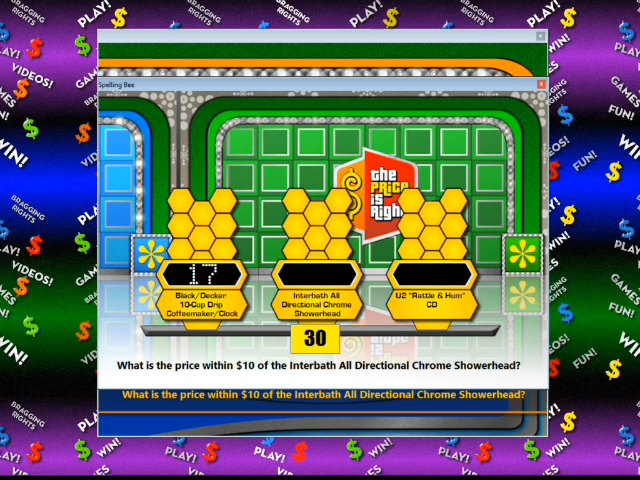 BRAGGING RIGHTS
PLAY!
WIN!
VIDEOS!
GAMES
FUN!
Spelling Bee
the PRICE is Right
17
Black/Decker
10-Cup Drip
Coffeemaker/Clock
Interbath All
Directional Chrome
Showerhead
U2 "Rattle & Hum"
CD
30
What is the price within $10 of the Interbath All Directional Chrome Showerhead?
What is the price within $10 of the Interbath All Directional Chrome Showerhead?